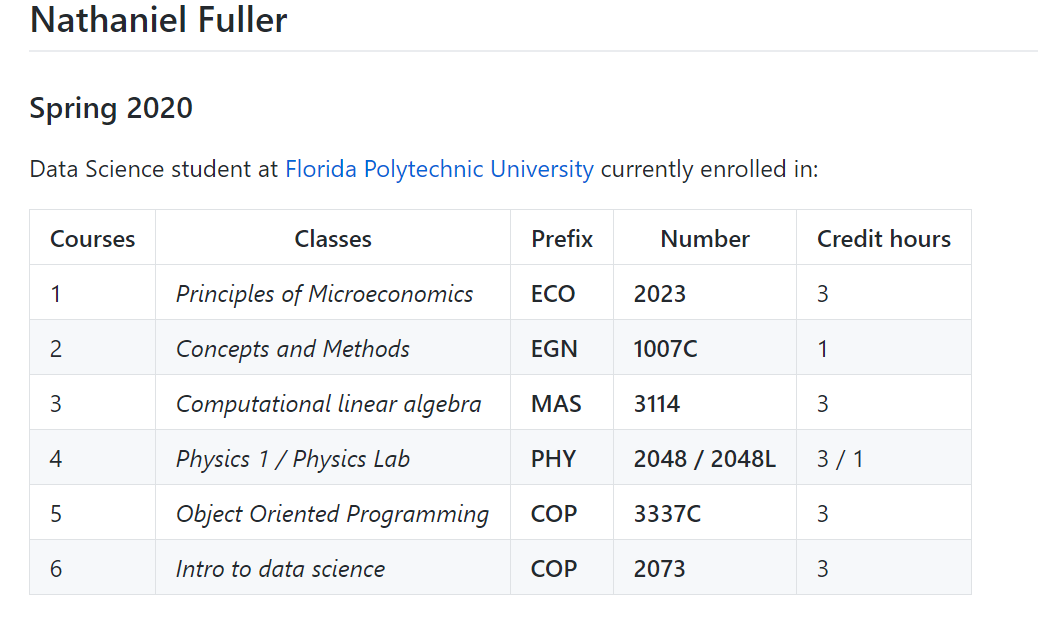 Nathaniel Fuller
Spring 2020
Data Science student at Florida Polytechnic University currently enrolled in:
Courses Classes Prefix Number Credit hours
1 Principles of Microeconomics ECO 2023 3
2 Concepts and Methods EGN 1007C 1
3 Computational linear algebra MAS 3114 3
4 Physics 1 / Physics Lab PHY 2048 / 2048L 3 / 1
5 Object Oriented Programming COP 3337C 3
6 Intro to data science COP 2073 3